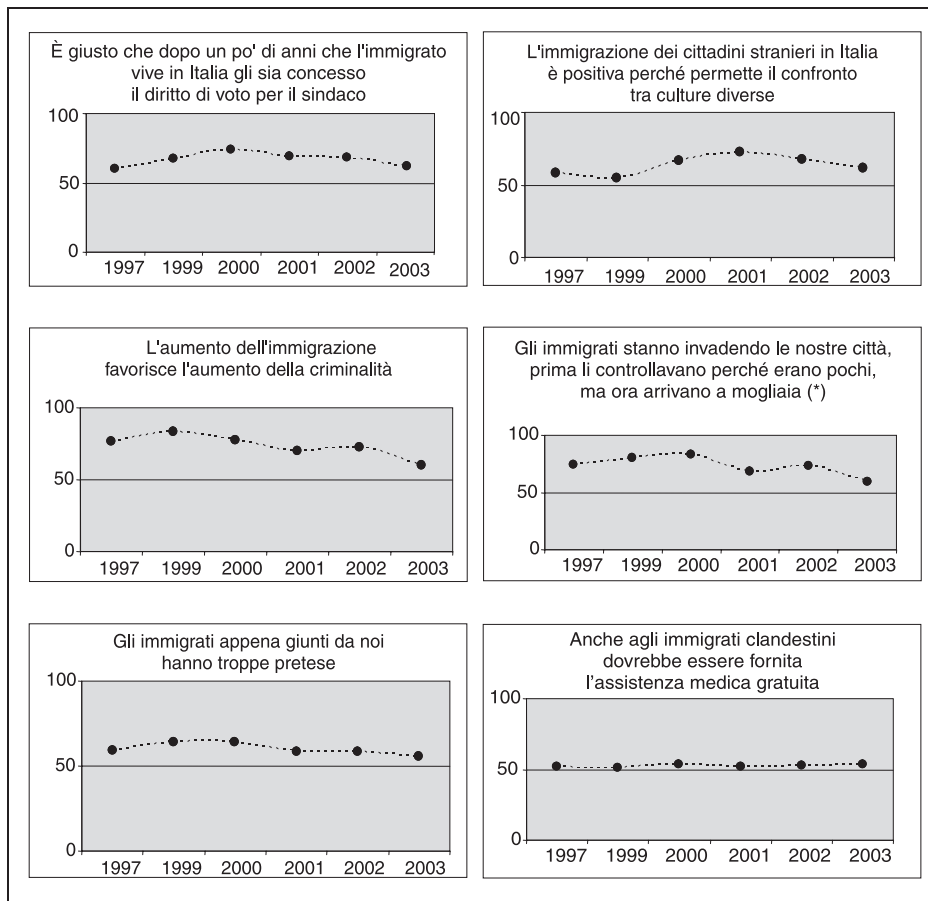 È giusto che dopo un po' di anni che l'immigrato
vive in Italia gli sia concesso
il diritto di voto per il sindaco
100
50
0
1997 1999 2000 2001 2002 2003
L'immigrazione dei cittadini stranieri in Italia
è positiva perché permette il confronto
tra culture diverse
100
50
0
1997 1999 2000 2001 2002 2003
L'aumento dell'immigrazione
favorisce l'aumento della criminalità
100
50
0
1997 1999 2000 2001 2002 2003
Gli immigrati stanno invadendo le nostre città,
prima li controllavano perché erano pochi,
ma ora arrivano a mogliaia (*)
100
50
0
1997 1999 2000 2001 2002 2003
Gli immigrati appena giunti da noi
hanno troppe pretese
100
50
0
1997 1999 2000 2001 2002 2003
Anche agli immigrati clandestini
dovrebbe essere fornita
l’assistenza medica gratuita
100
50
0
1997 1999 2000 2001 2002 2003